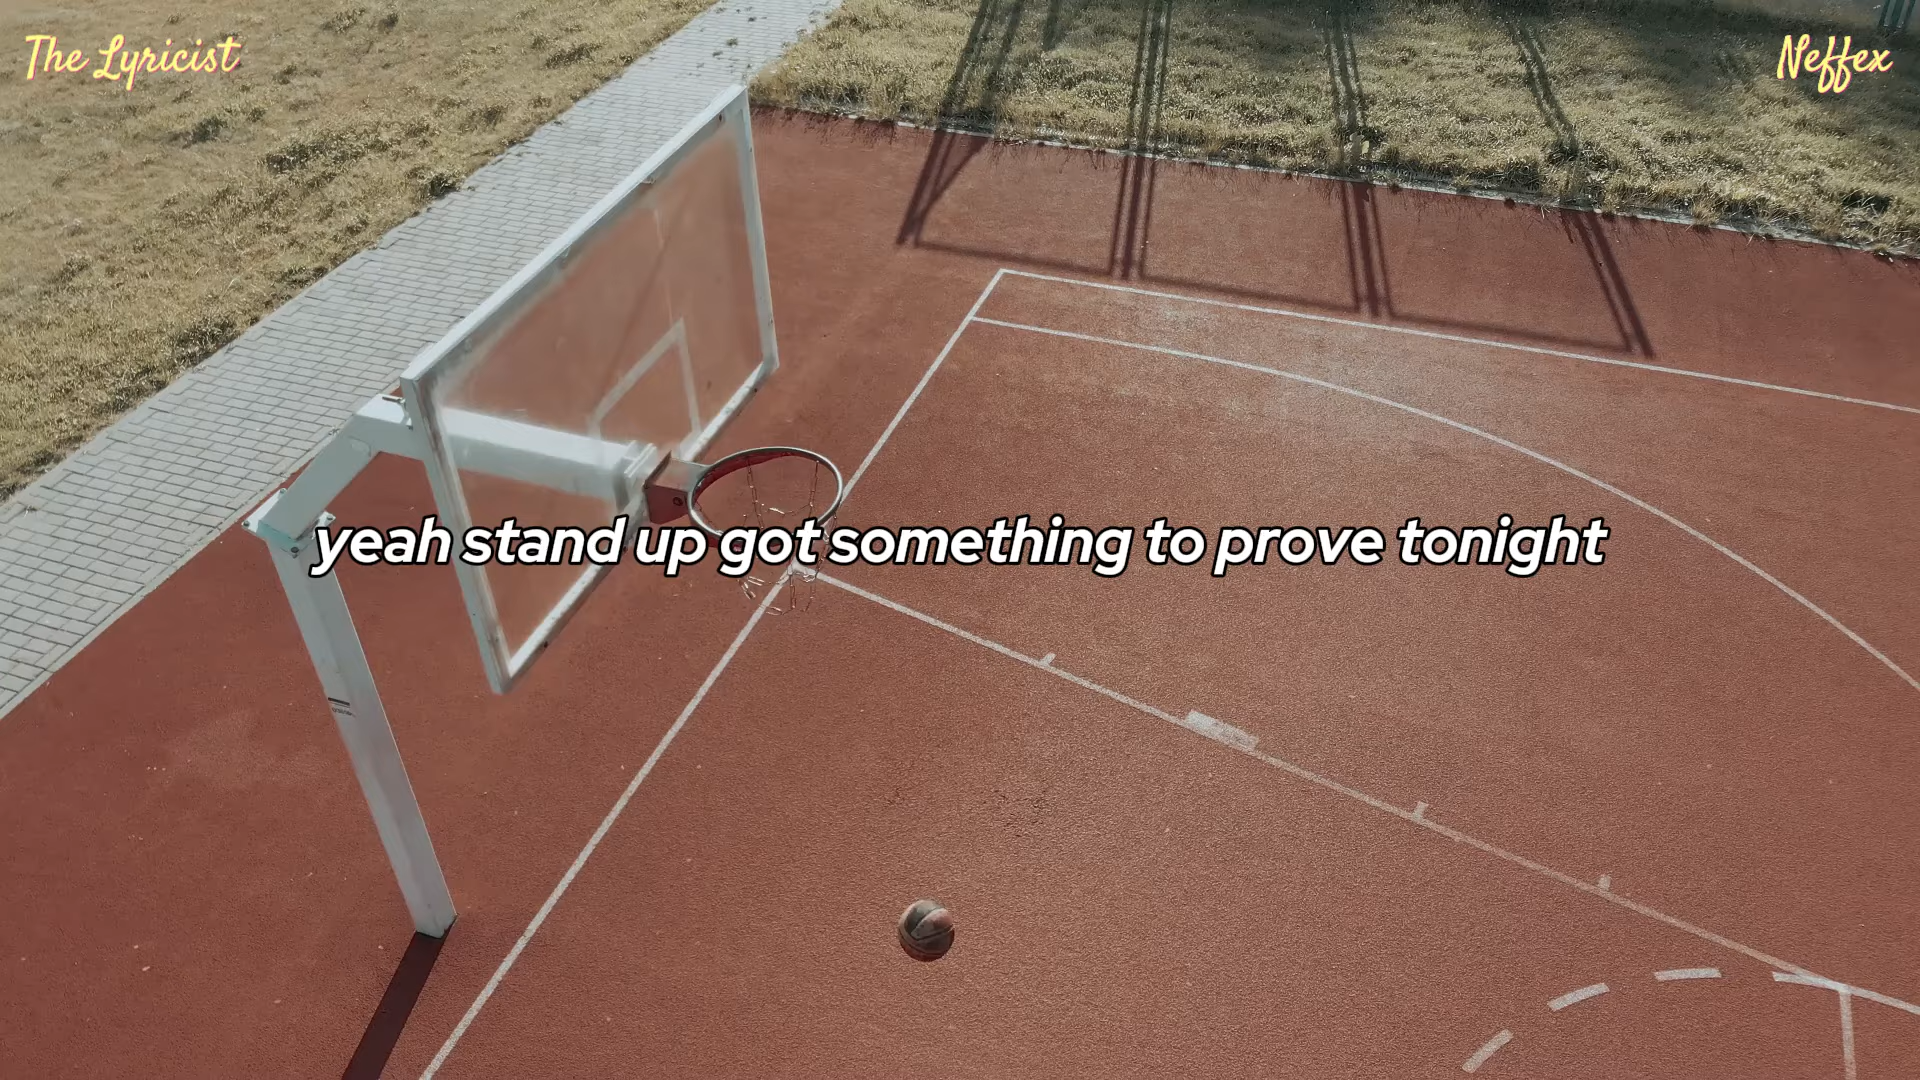 The Lyricist
Neffex
yeah stand up got something to prove tonight